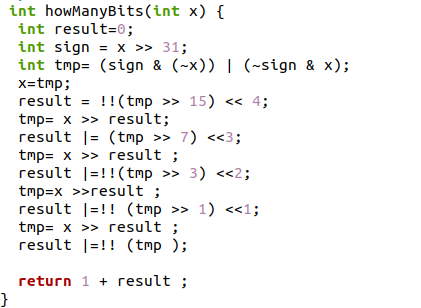 int howManyBits(int x) {
int result=0;
int sign = x >> 31;
int tmp= (sign & (~x)) | (~sign & x);
x=tmp;
result = !!(tmp >> 15) << 4;
tmp= x >> result;
result |= (tmp >> 7) <<3;
tmp= x >> result ;
result |=!!(tmp >> 3) <<2;
tmp=x >>result ;
result |=!! (tmp >> 1) <<1;
tmp= x >> result ;
result |=!! (tmp );
return 1 + result ;
}